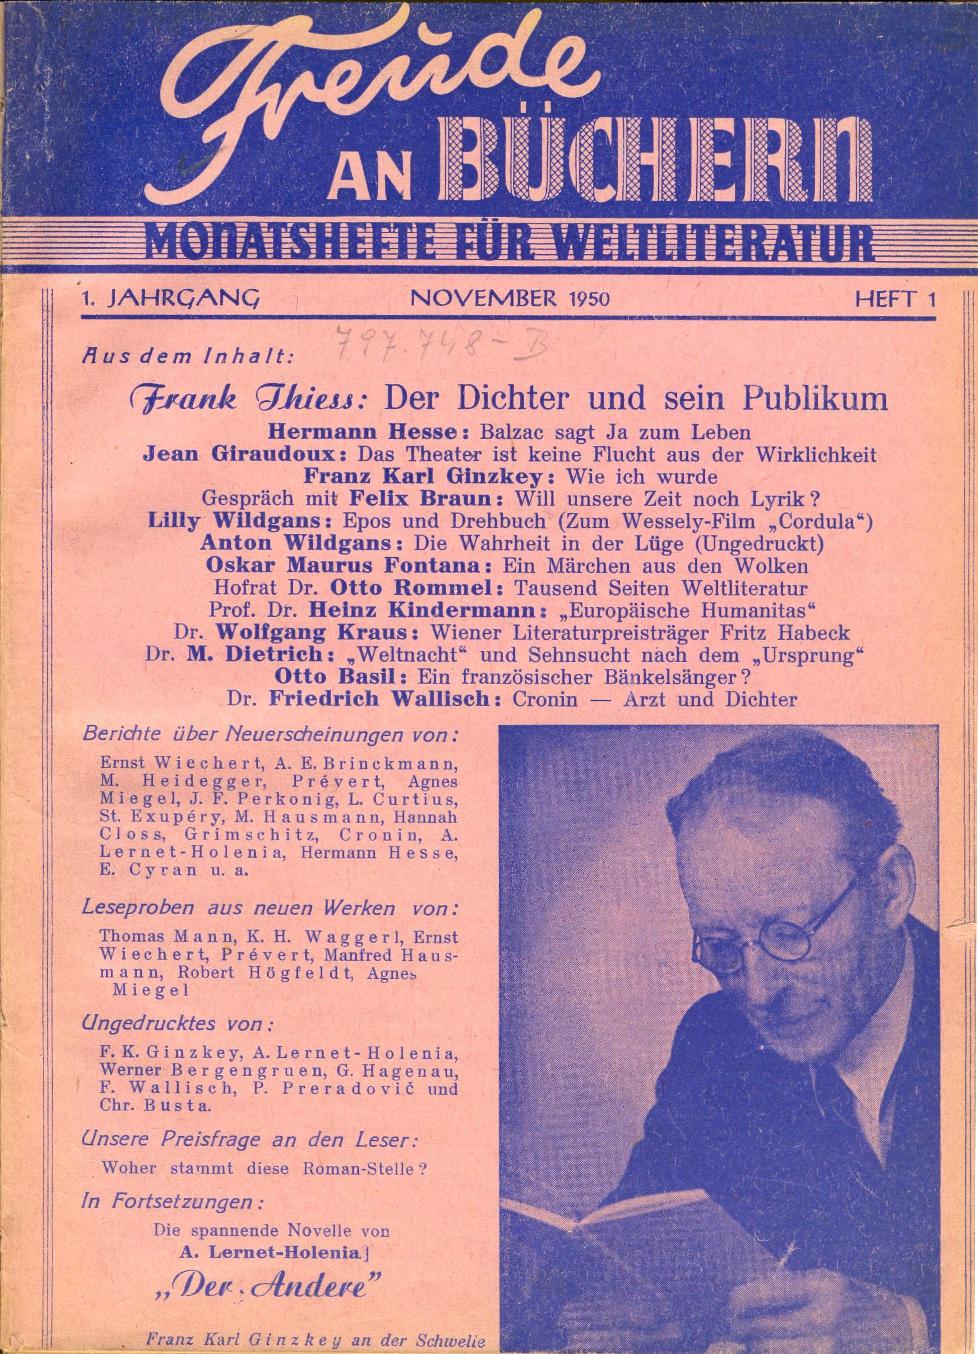 Freude
AN BÜCHERN
MONATSHEFTE FÜR WELTLITERATUR
1. JAHRGANG NOVEMBER 1950 HEFT 1
797.748-B
Aus dem Inhalt:
Frank Thiess: Der Dichter und sein Publikum
Hermann Hesse: Balzac sagt Ja zum Leben
Jean Giraudoux: Das Theater ist keine Flucht aus der Wirklichkeit
Franz Karl Ginzkey: Wie ich wurde
Gespräch mit Felix Braun: Will unsere Zeit noch Lyrik?
Lilly Wildgans: Epos und Drehbuch (Zum Wessely-Film „Cordula“)
Anton Wildgans: Die Wahrheit in der Lüge (Ungedruckt)
Oskar Maurus Fontana: Ein Märchen aus den Wolken
Hofrat Dr. Otto Rommel: Tausend Seiten Weltliteratur
Prof. Dr. Heinz Kindermann: „Europäische Humanitas“
Dr. Wolfgang Kraus: Wiener Literaturpreisträger Fritz Habeck
Dr. M. Dietrich: „Weltnacht“ und Sehnsucht nach dem „Ursprung“
Otto Basil: Ein französischer Bänkelsänger?
Dr. Friedrich Wallisch: Cronin — Arzt und Dichter
Berichte über Neuerscheinungen von:
Ernst Wiechert, A. E. Brinckmann,
M. Heidegger, Prévert, Agnes
Miegel, J. F. Perkonig, L. Curtius,
St. Exupéry, M. Hausmann, Hannah
Closs, Grimschitz, Cronin, A.
Lernet-Holenia, Hermann Hesse,
E. Cyran u. a.
Leseproben aus neuen Werken von:
Thomas Mann, K. H. Waggerl, Ernst
Wiechert, Prévert, Manfred Haus-
mann, Robert Högfeldt, Agnes
Miegel
Ungedrucktes von:
F. K. Ginzkey, A. Lernet-Holenia,
Werner Bergengruen, G. Hagenau,
F. Wallisch, P. Preradovič und
Chr. Busta.
Unsere Preisfrage an den Leser:
Woher stammt diese Roman-Stelle?
In Fortsetzungen:
Die spannende Novelle von
A. Lernet-Holenia
„Der Andere”
Franz Karl Ginzkey an der Schwelle